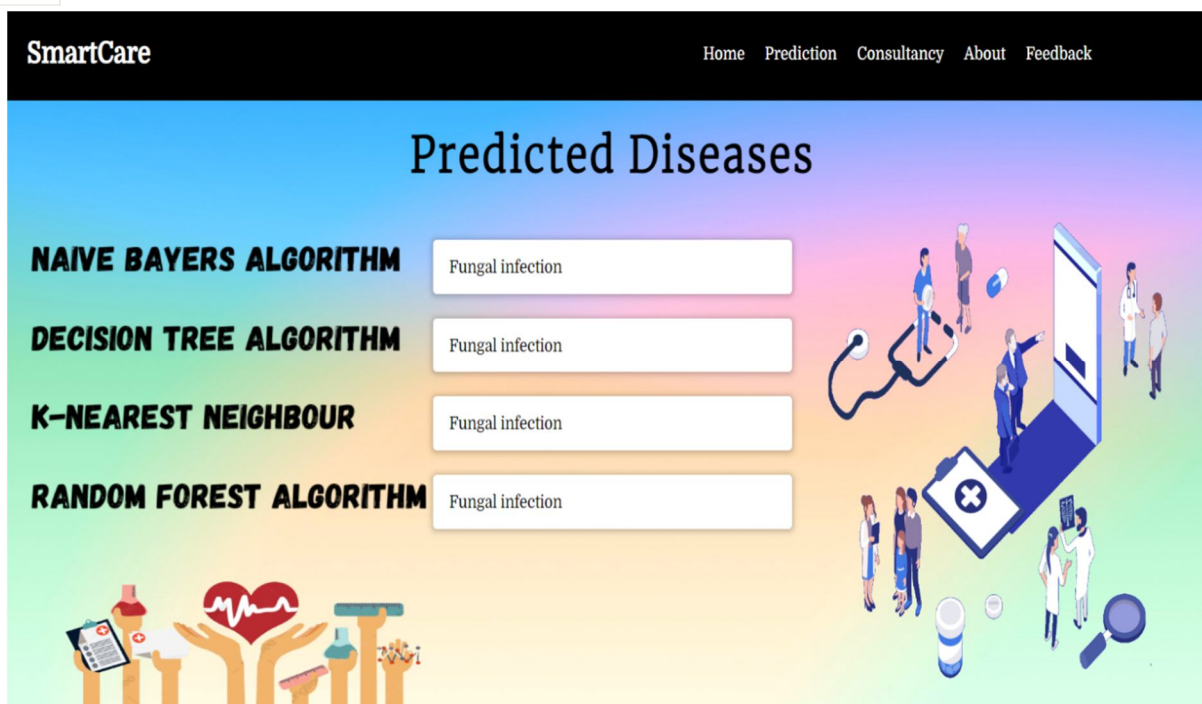 SmartCare
Home Prediction Consultancy About Feedback
Predicted Diseases
NAIVE BAYERS ALGORITHM
Fungal infection
DECISION TREE ALGORITHM
Fungal infection
K-NEAREST NEIGHBOUR
Fungal infection
RANDOM FOREST ALGORITHM
Fungal infection